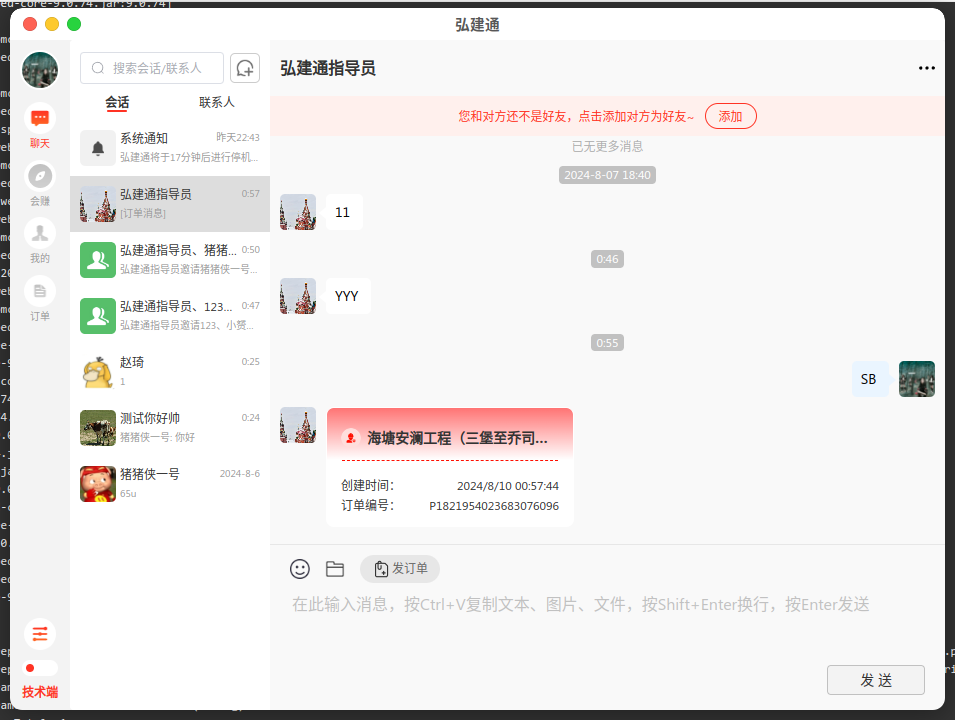 ed-core-9.0.74.jar:9.0.74]
弘建通
搜索会话/联系人
会话
联系人
聊天
会赚
我的
订单
技术端
系统通知
昨天22:43
弘建通将于17分钟后进行停机...
弘建通指导员
0:57
[订单消息]
弘建通指导员、猪猪...
0:50
弘建通指导员邀请猪猪侠一号...
弘建通指导员、123...
0:47
弘建通指导员邀请123、小赟...
赵琦
0:25
1
测试你好帅
0:24
猪猪侠一号: 你好
猪猪侠一号
2024-8-6
65u
弘建通指导员
您和对方还不是好友，点击添加对方为好友~
添加
已无更多消息
2024-8-07 18:40
11
0:46
YYY
0:55
SB
海塘安澜工程（三堡至乔司...
创建时间：
2024/8/10 00:57:44
订单编号：
P1821954023683076096
发订单
在此输入消息，按Ctrl+V复制文本、图片、文件，按Shift+Enter换行，按Enter发送
发 送